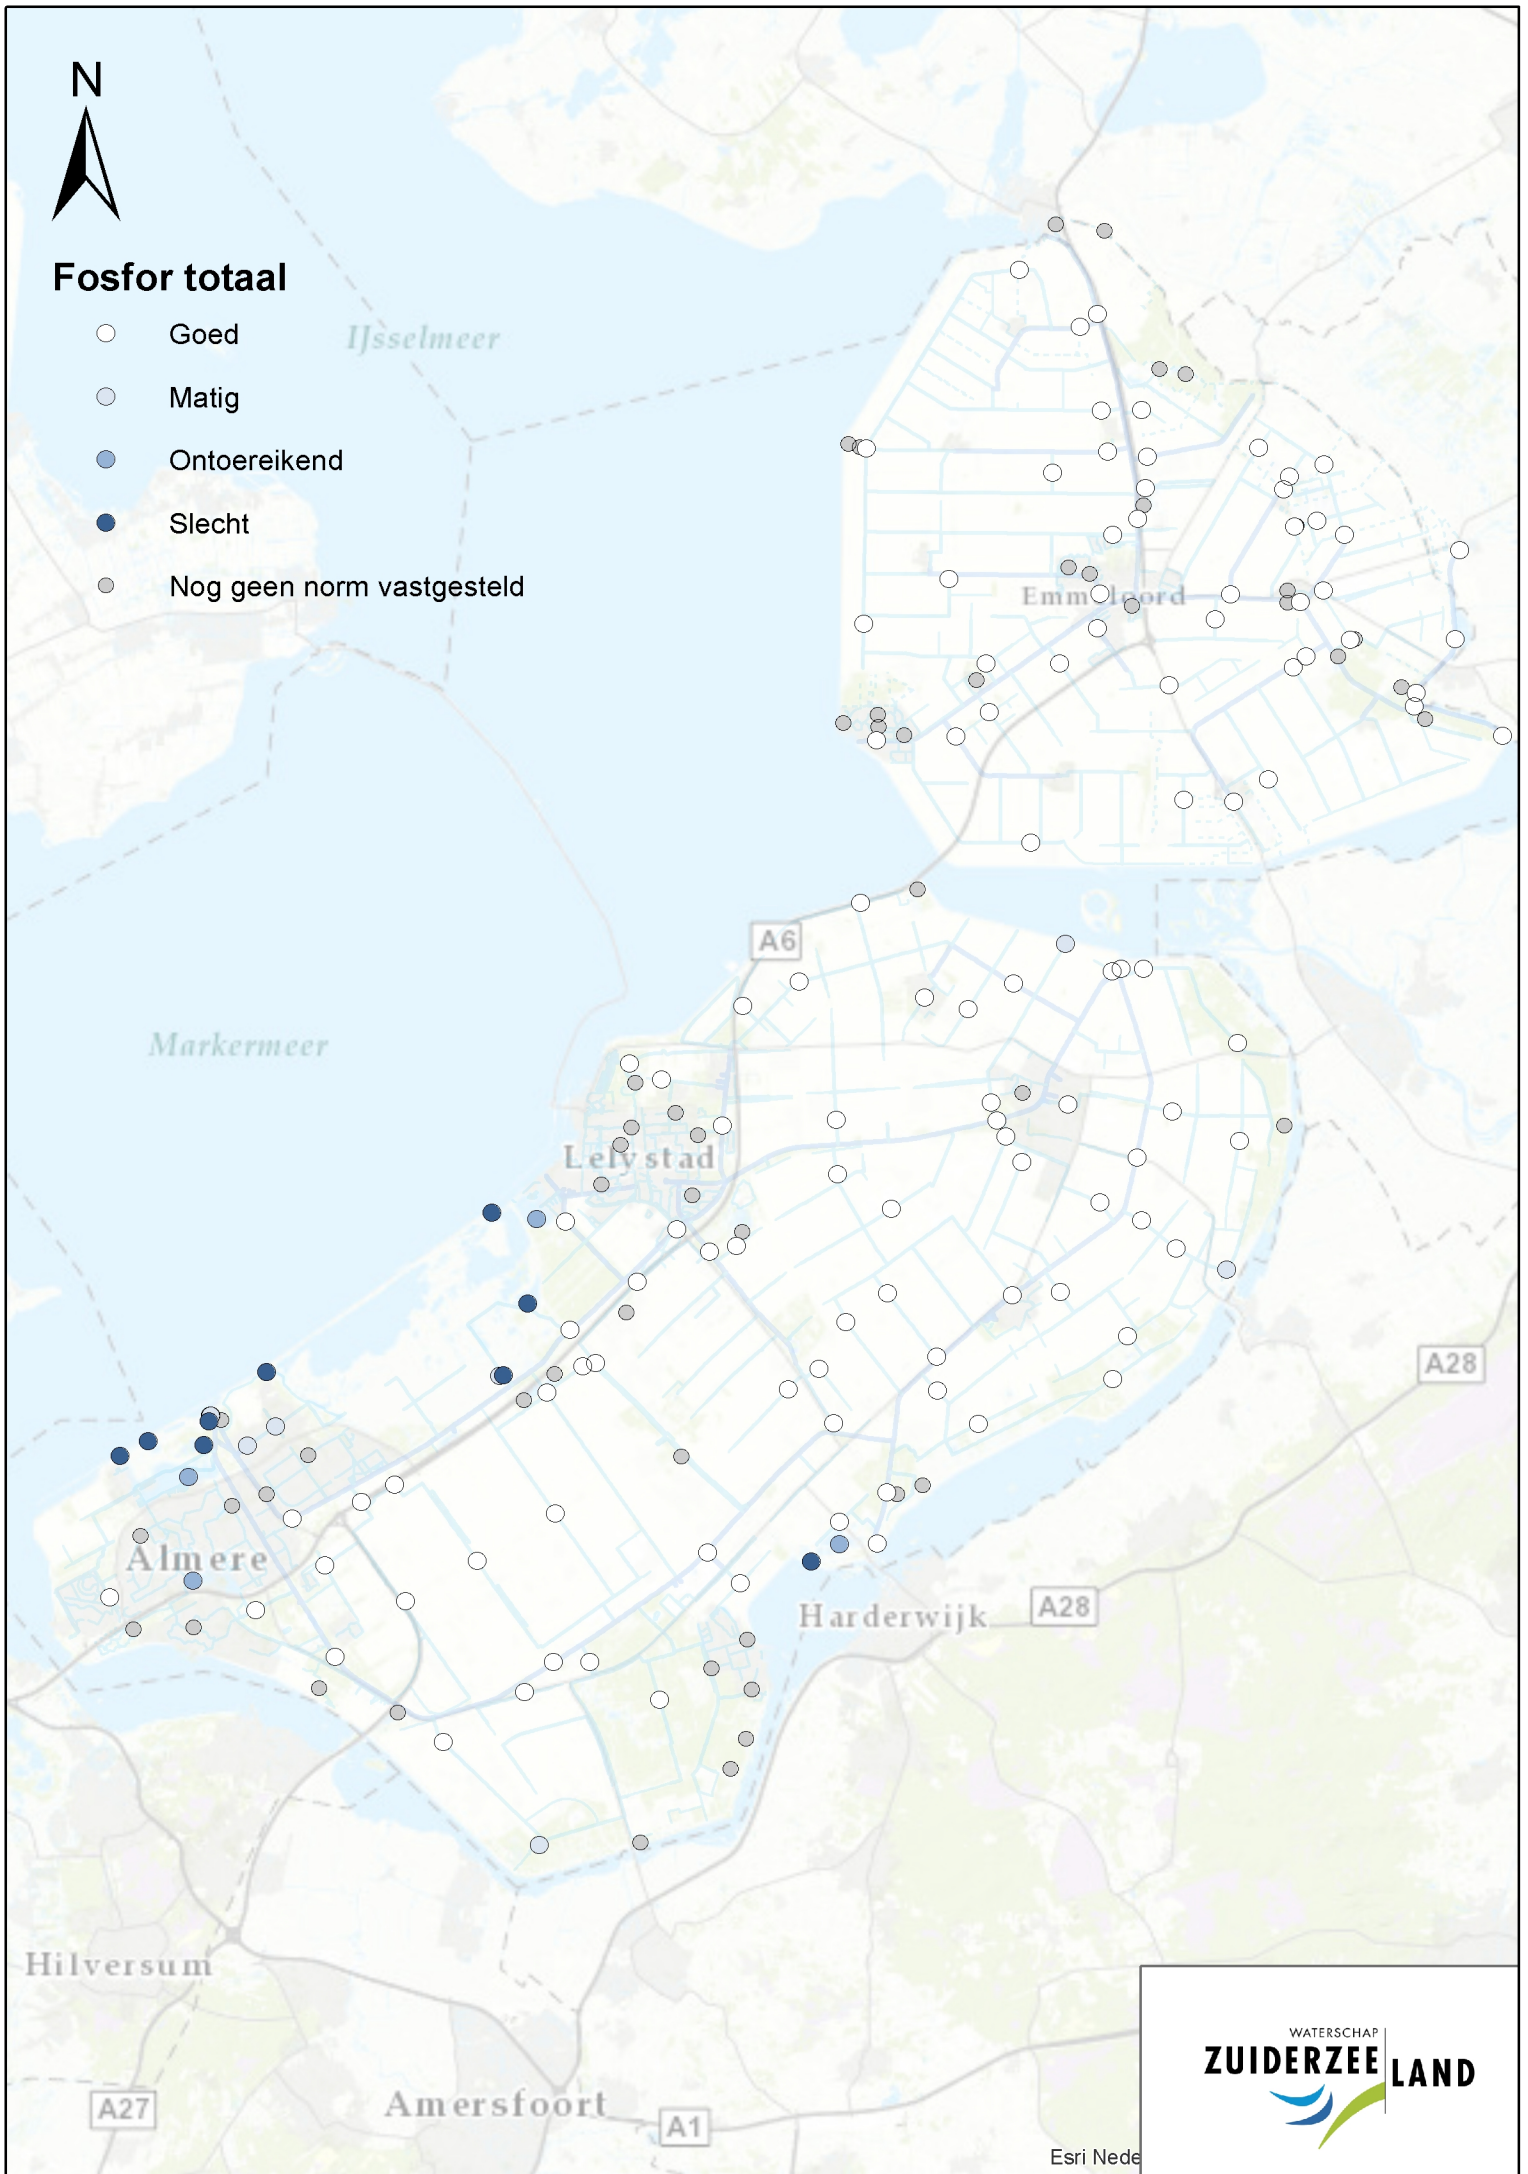 N
Fosfor totaal
Goed
Matig
Ontoereikend
Slecht
Nog geen norm vastgesteld
IJsselmeer
Emmeloord
A6
Markermeer
Lelystad
A28
Almere
Harderwijk
A28
Hilversum
Amersfoort
A27
A1
Esri Nede
WATERSCHAP
ZUIDERZEE
LAND